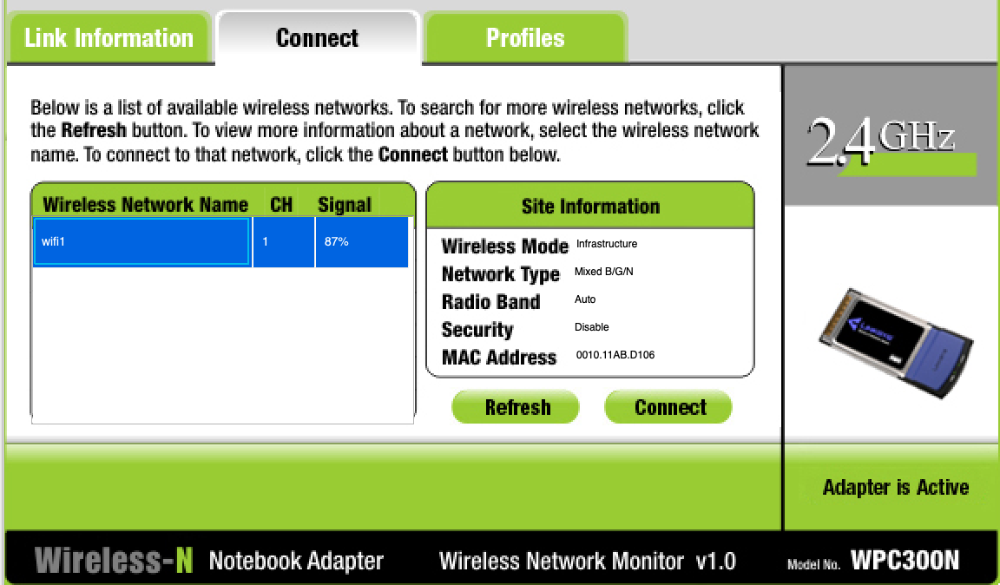 Link Information
Connect
Profiles
Below is a list of available wireless networks. To search for more wireless networks, click
the Refresh button. To view more information about a network, select the wireless network
name. To connect to that network, click the Connect button below.
2.4GHz
Wireless Network Name CH Signal
wifi1 1 87%
Site Information
Wireless Mode Infrastructure
Network Type Mixed B/G/N
Radio Band Auto
Security Disable
MAC Address 0010.11AB.D106
LINKSYS
Refresh
Connect
Adapter is Active
Wireless-N Notebook Adapter Wireless Network Monitor v1.0 Model No. WPC300N